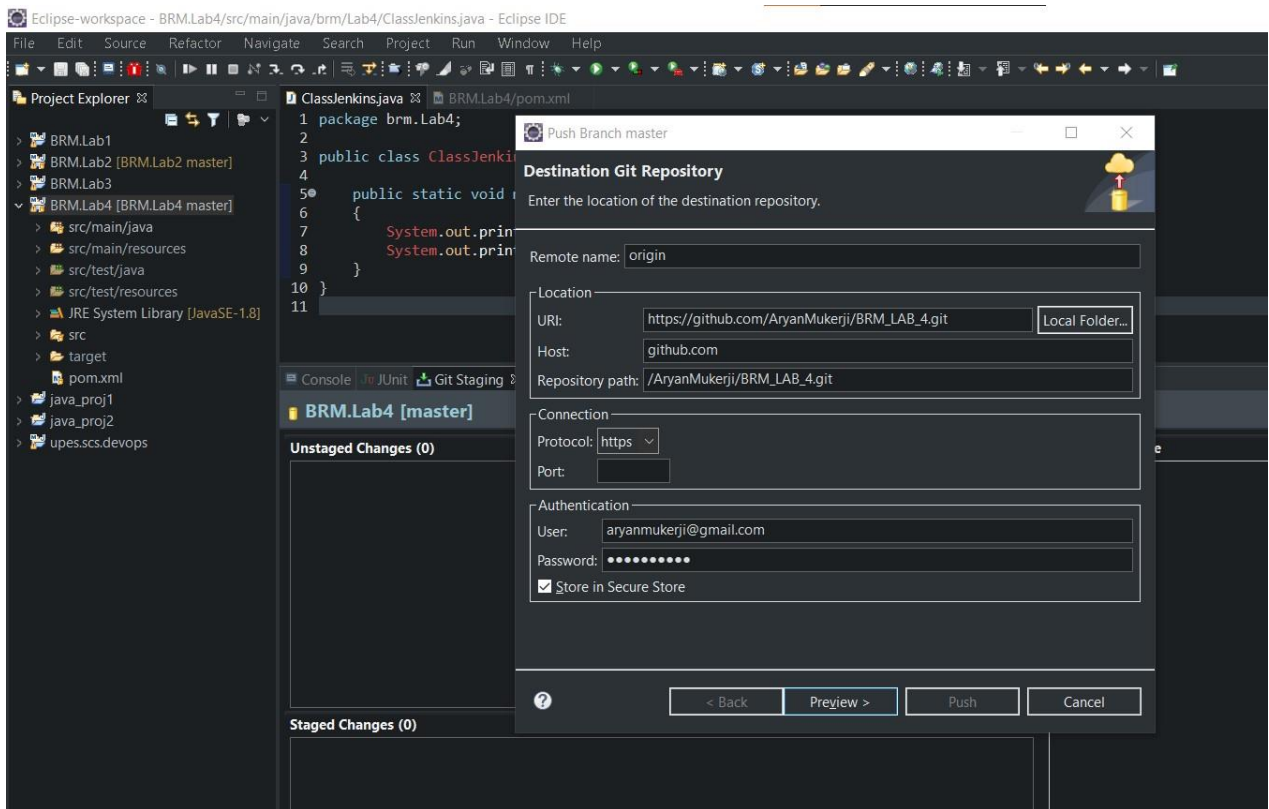 Eclipse-workspace - BRM.Lab4/src/main/java/brm/Lab4/ClassJenkins.java - Eclipse IDE
File Edit Source Refactor Navigate Search Project Run Window Help
Project Explorer
BRM.Lab1
BRM.Lab2 [BRM.Lab2 master]
BRM.Lab3
BRM.Lab4 [BRM.Lab4 master]
src/main/java
src/main/resources
src/test/java
src/test/resources
JRE System Library [JavaSE-1.8]
src
target
pom.xml
java_proj1
java_proj2
upes.scs.devops
ClassJenkins.java BRM.Lab4/pom.xml
1 package brm.Lab4;
2
3 public class ClassJenki
4
5 public static void
6 {
7 System.out.prin
8 System.out.prin
9 }
10 }
11
Console JUnit Git Staging
BRM.Lab4 [master]
Unstaged Changes (0)
Staged Changes (0)
Push Branch master
Destination Git Repository
Enter the location of the destination repository.
Remote name: origin
Location
URI: https://github.com/AryanMukerji/BRM_LAB_4.git Local Folder...
Host: github.com
Repository path: /AryanMukerji/BRM_LAB_4.git
Connection
Protocol: https
Port:
Authentication
User: aryanmukerji@gmail.com
Password: ●●●●●●●●●●
Store in Secure Store
< Back Preview > Push Cancel